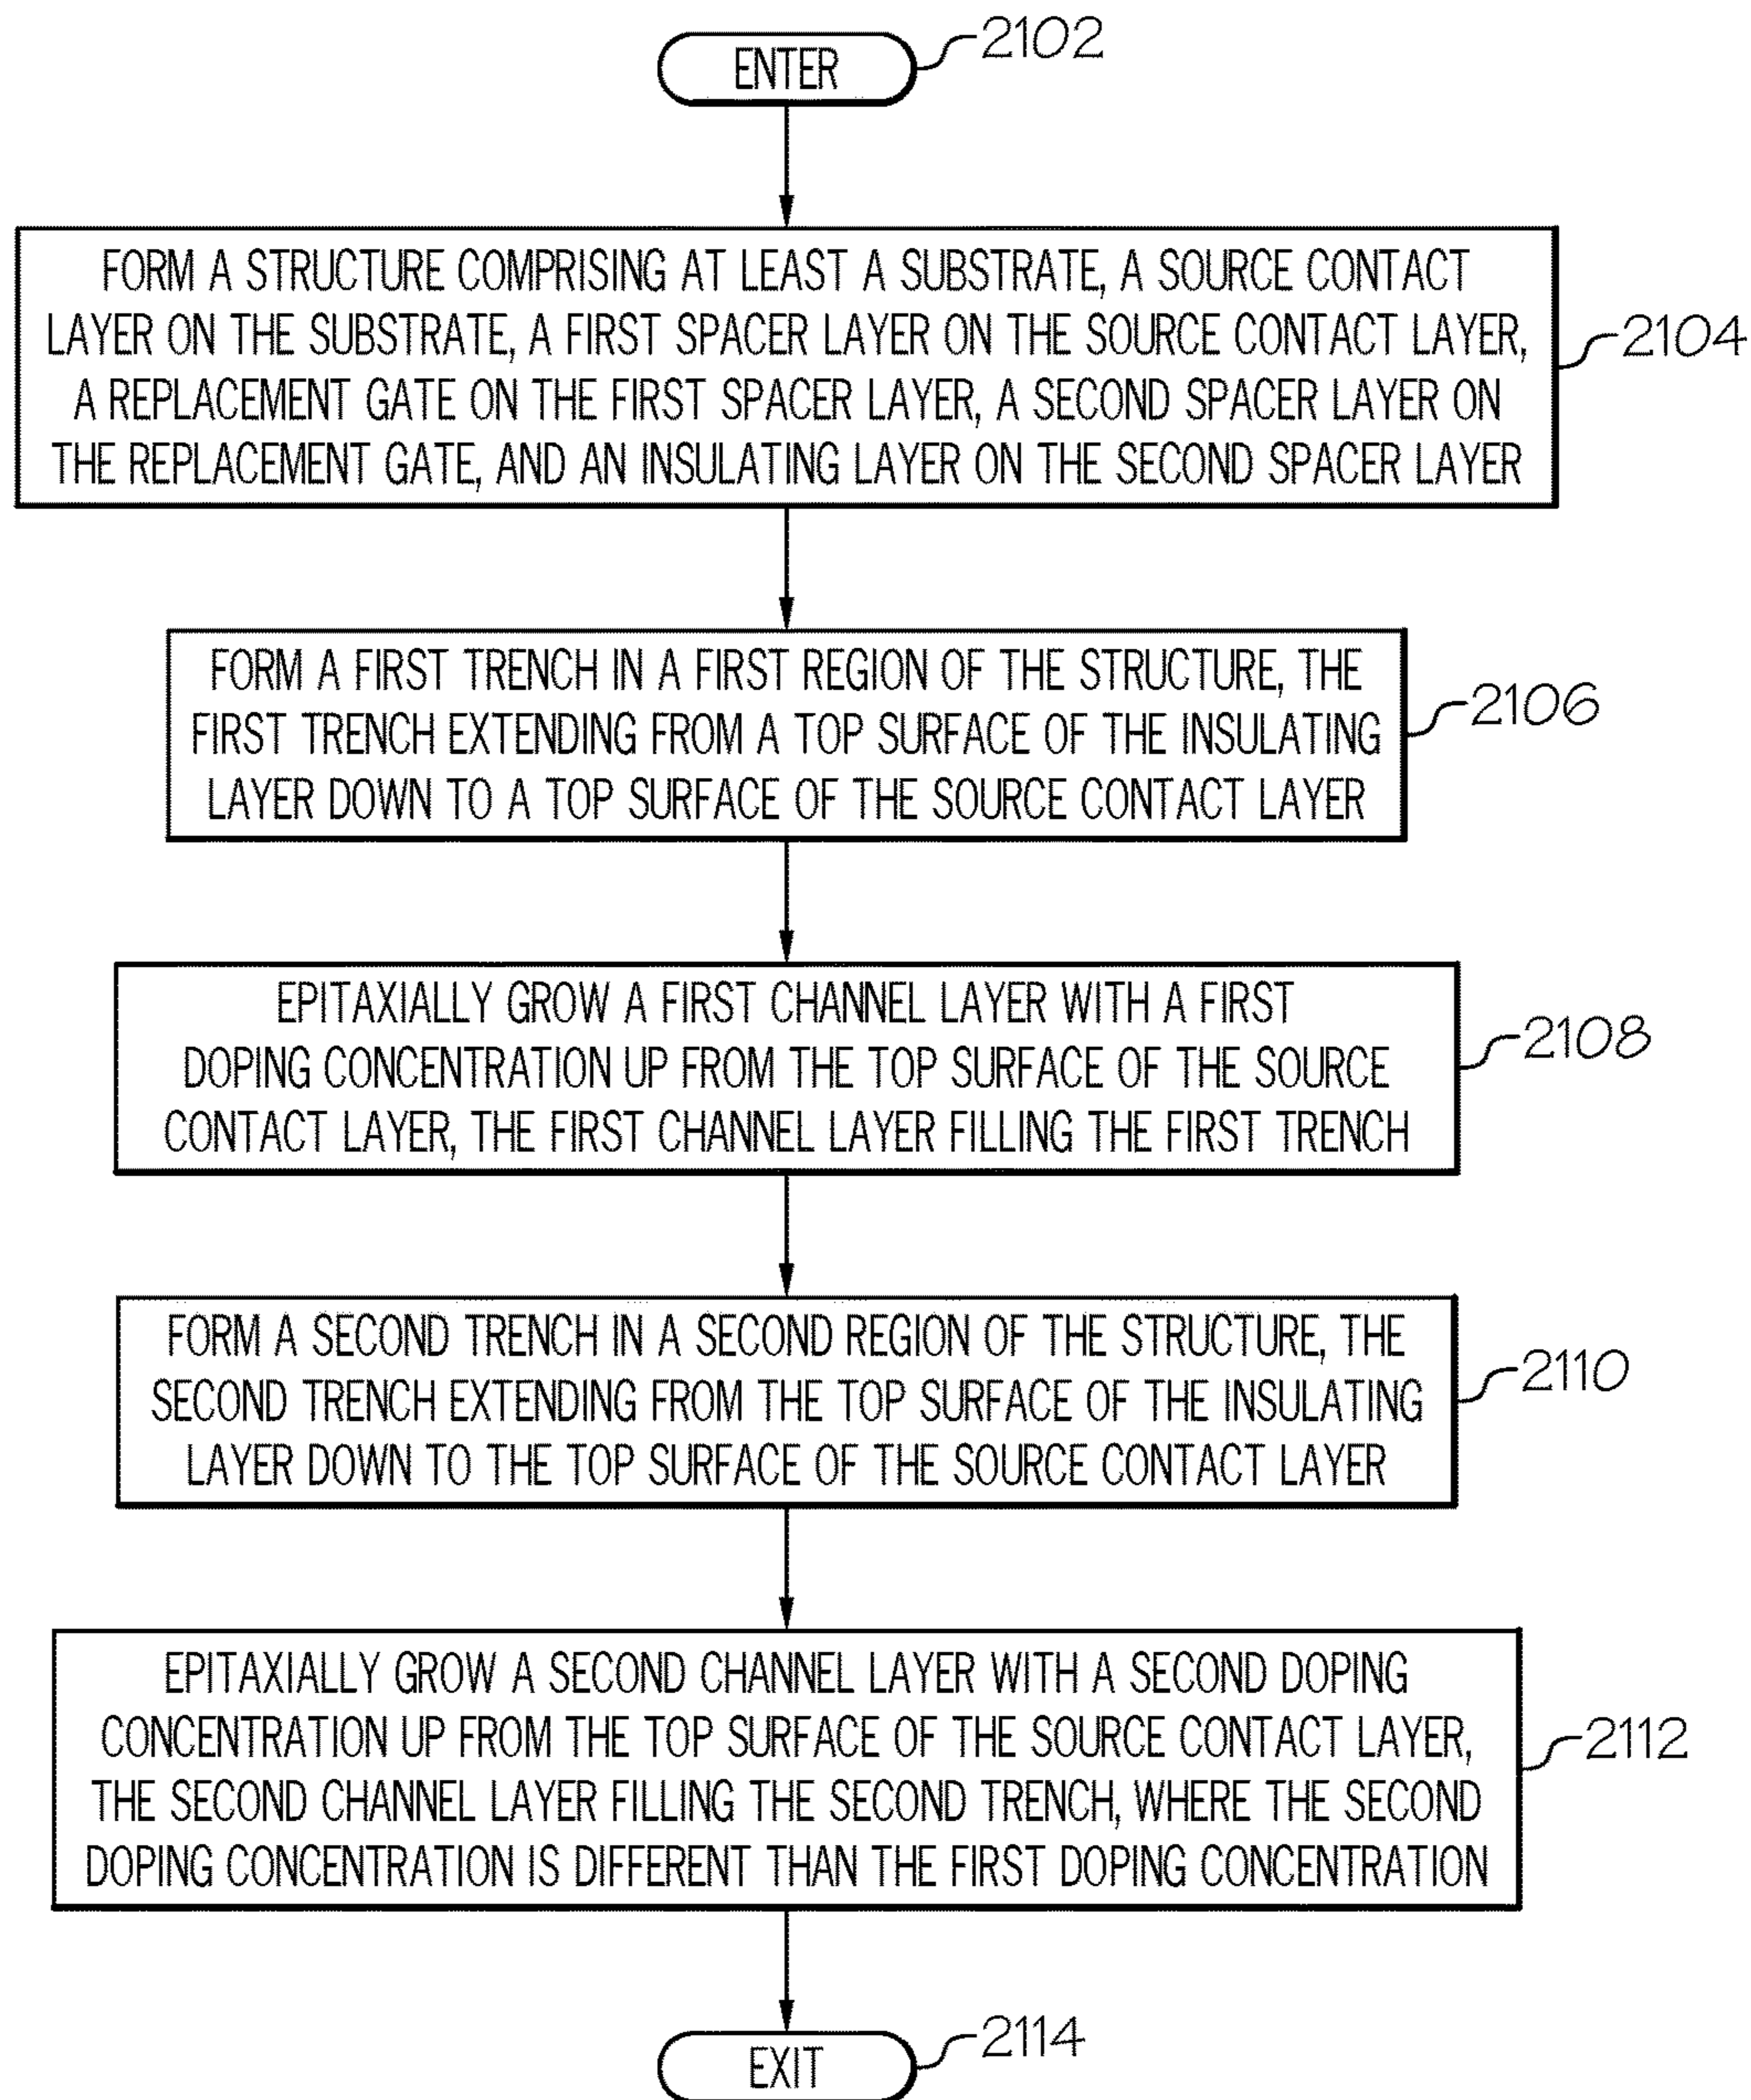 ENTER
2102
FORM A STRUCTURE COMPRISING AT LEAST A SUBSTRATE, A SOURCE CONTACT
LAYER ON THE SUBSTRATE, A FIRST SPACER LAYER ON THE SOURCE CONTACT LAYER,
A REPLACEMENT GATE ON THE FIRST SPACER LAYER, A SECOND SPACER LAYER ON
THE REPLACEMENT GATE, AND AN INSULATING LAYER ON THE SECOND SPACER LAYER
2104
FORM A FIRST TRENCH IN A FIRST REGION OF THE STRUCTURE, THE
FIRST TRENCH EXTENDING FROM A TOP SURFACE OF THE INSULATING
LAYER DOWN TO A TOP SURFACE OF THE SOURCE CONTACT LAYER
2106
EPITAXIALLY GROW A FIRST CHANNEL LAYER WITH A FIRST
DOPING CONCENTRATION UP FROM THE TOP SURFACE OF THE SOURCE
CONTACT LAYER, THE FIRST CHANNEL LAYER FILLING THE FIRST TRENCH
2108
FORM A SECOND TRENCH IN A SECOND REGION OF THE STRUCTURE, THE
SECOND TRENCH EXTENDING FROM THE TOP SURFACE OF THE INSULATING
LAYER DOWN TO THE TOP SURFACE OF THE SOURCE CONTACT LAYER
2110
EPITAXIALLY GROW A SECOND CHANNEL LAYER WITH A SECOND DOPING
CONCENTRATION UP FROM THE TOP SURFACE OF THE SOURCE CONTACT LAYER,
THE SECOND CHANNEL LAYER FILLING THE SECOND TRENCH, WHERE THE SECOND
DOPING CONCENTRATION IS DIFFERENT THAN THE FIRST DOPING CONCENTRATION
2112
EXIT
2114